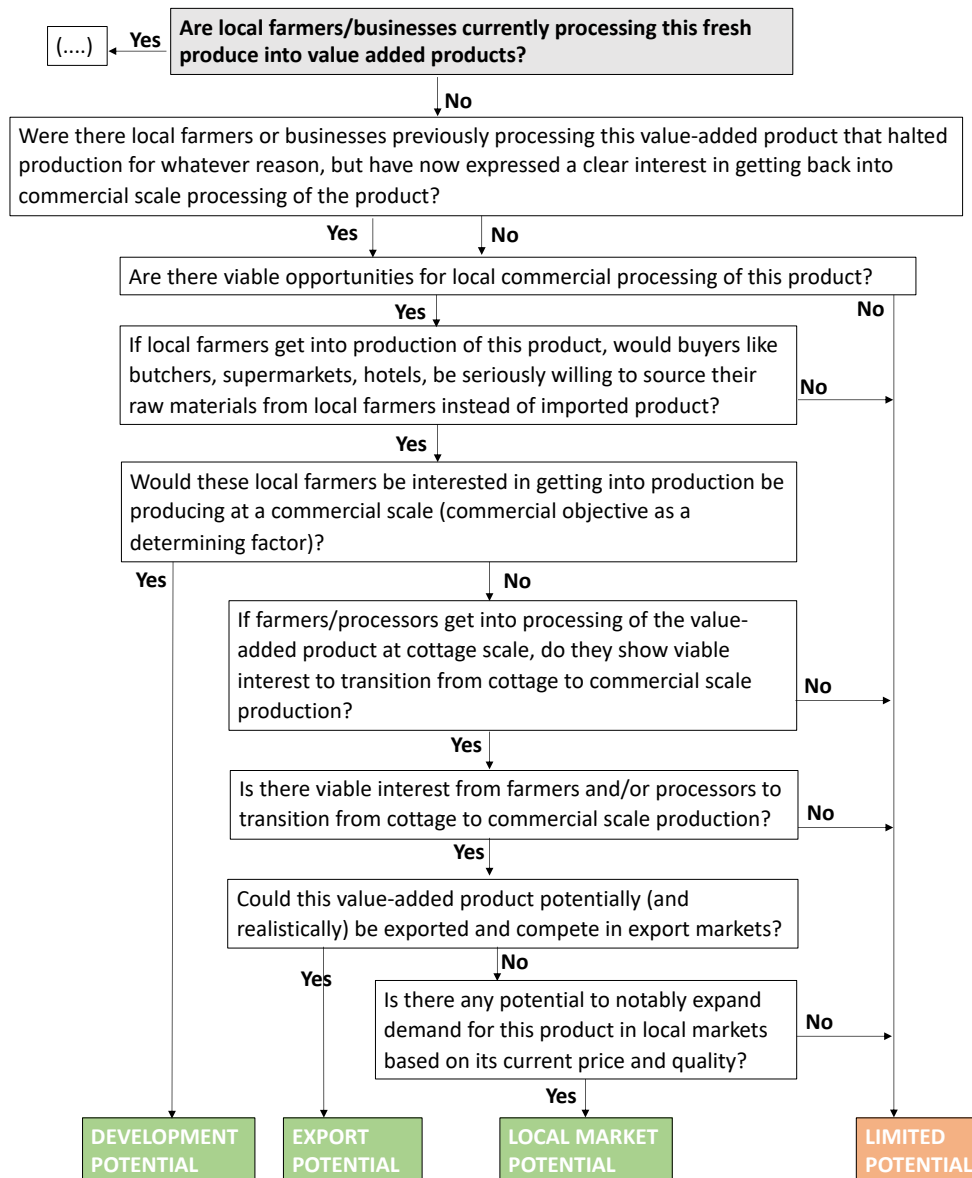 (....)
Yes
Are local farmers/businesses currently processing this fresh
produce into value added products?
No
Were there local farmers or businesses previously processing this value-added product that halted
production for whatever reason, but have now expressed a clear interest in getting back into
commercial scale processing of the product?
Yes
No
Are there viable opportunities for local commercial processing of this product?
Yes
No
If local farmers get into production of this product, would buyers like
butchers, supermarkets, hotels, be seriously willing to source their
raw materials from local farmers instead of imported product?
No
Yes
Would these local farmers be interested in getting into production be
producing at a commercial scale (commercial objective as a
determining factor)?
Yes
No
If farmers/processors get into processing of the value-
added product at cottage scale, do they show viable
interest to transition from cottage to commercial scale
production?
No
Yes
Is there viable interest from farmers and/or processors to
transition from cottage to commercial scale production?
No
Yes
Could this value-added product potentially (and
realistically) be exported and compete in export markets?
Yes
No
Is there any potential to notably expand
demand for this product in local markets
based on its current price and quality?
No
Yes
DEVELOPMENT
POTENTIAL
EXPORT
POTENTIAL
LOCAL MARKET
POTENTIAL
LIMITED
POTENTIAL